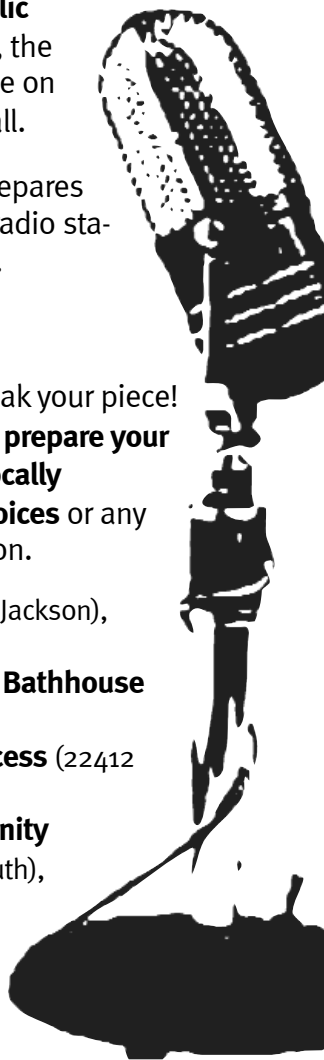 lic
, the
e on
all.
epares
adio sta-
.
ak your piece!
prepare your
ocally
oices or any
on.
Jackson),
Bathhouse
cess (22412
nity
uth),